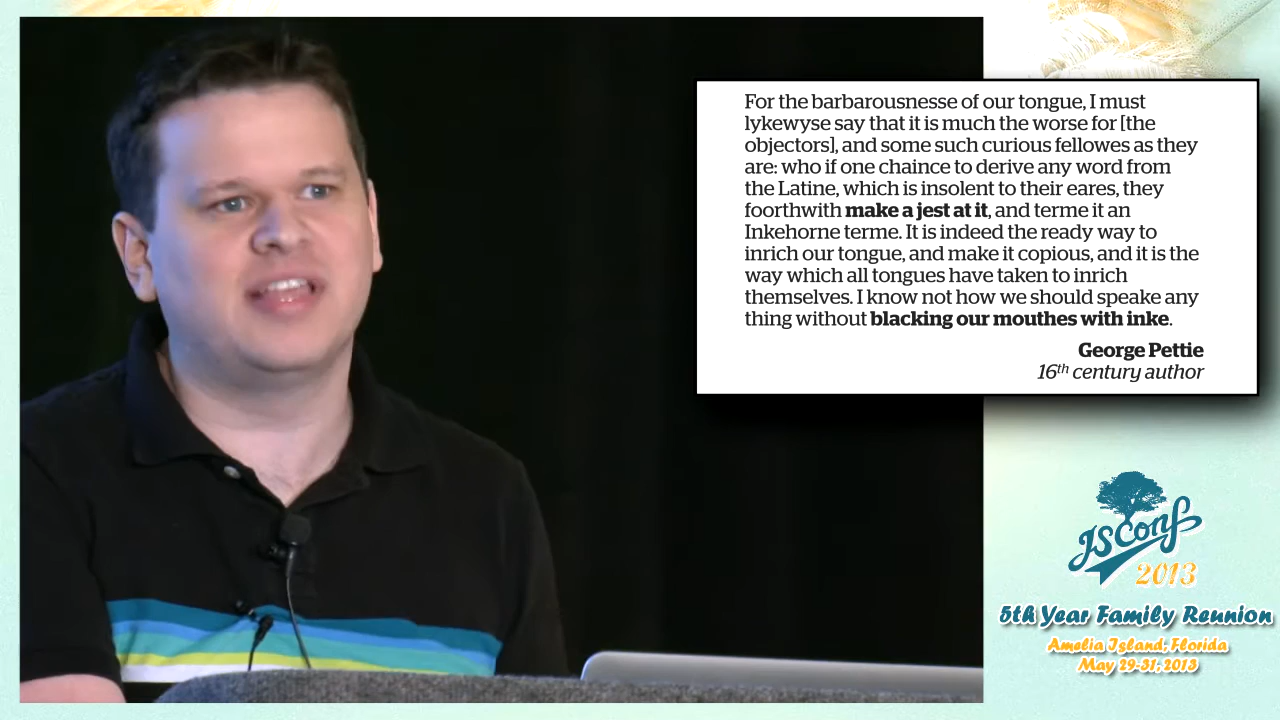 For the barbarousnesse of our tongue, I must
lykewyse say that it is much the worse for [the
objectors], and some such curious fellowes as they
are: who if one chaince to derive any word from
the Latine, which is insolent to their eares, they
foorthwith make a jest at it, and terme it an
Inkehorne terme. It is indeed the ready way to
inrich our tongue, and make it copious, and it is the
way which all tongues have taken to inrich
themselves. I know not how we should speake any
thing without blacking our mouthes with inke.
George Pettie
16th century author
JSConf
2013
5th Year Family Reunion
Amelia Island, Florida
May 29-31, 2013